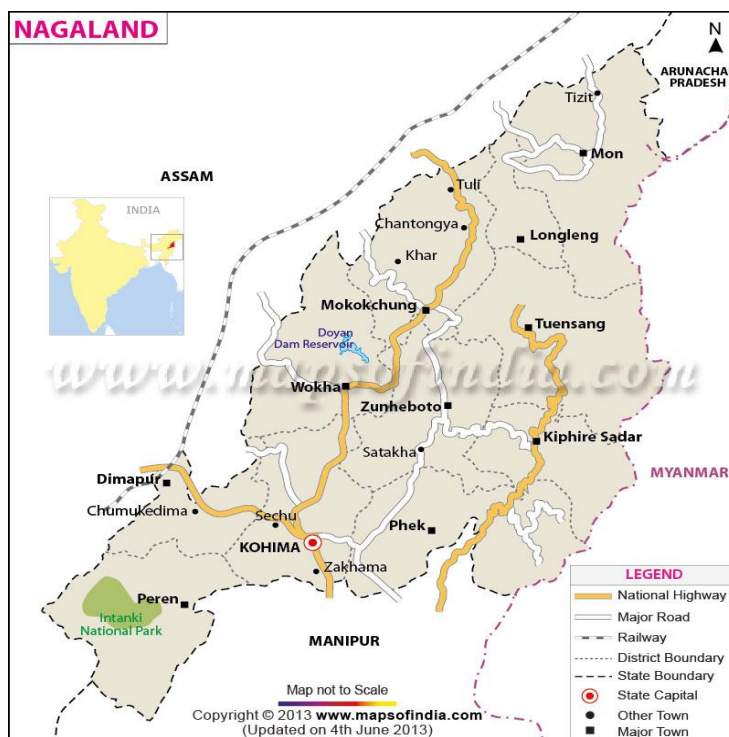 NAGALAND
N
ARUNACHAL
PRADESH
Tizit
Mon
ASSAM
Tuli
INDIA
Chantongya
Longleng
Khar
Mokokchung
Tuensang
Doyan
Dam Reservoir
www.mapsofindia.com
Wokha
Zunheboto
Kiphire Sadar
Satakha
Dimapur
MYANMAR
Chumukedima
Sechu
Phek
KOHIMA
Zakhama
Peren
Intanki
National Park
MANIPUR
LEGEND
National Highway
Major Road
Railway
District Boundary
State Boundary
State Capital
Other Town
Major Town
Map not to Scale
Copyright © 2013 www.mapsofindia.com
(Updated on 4th June 2013)